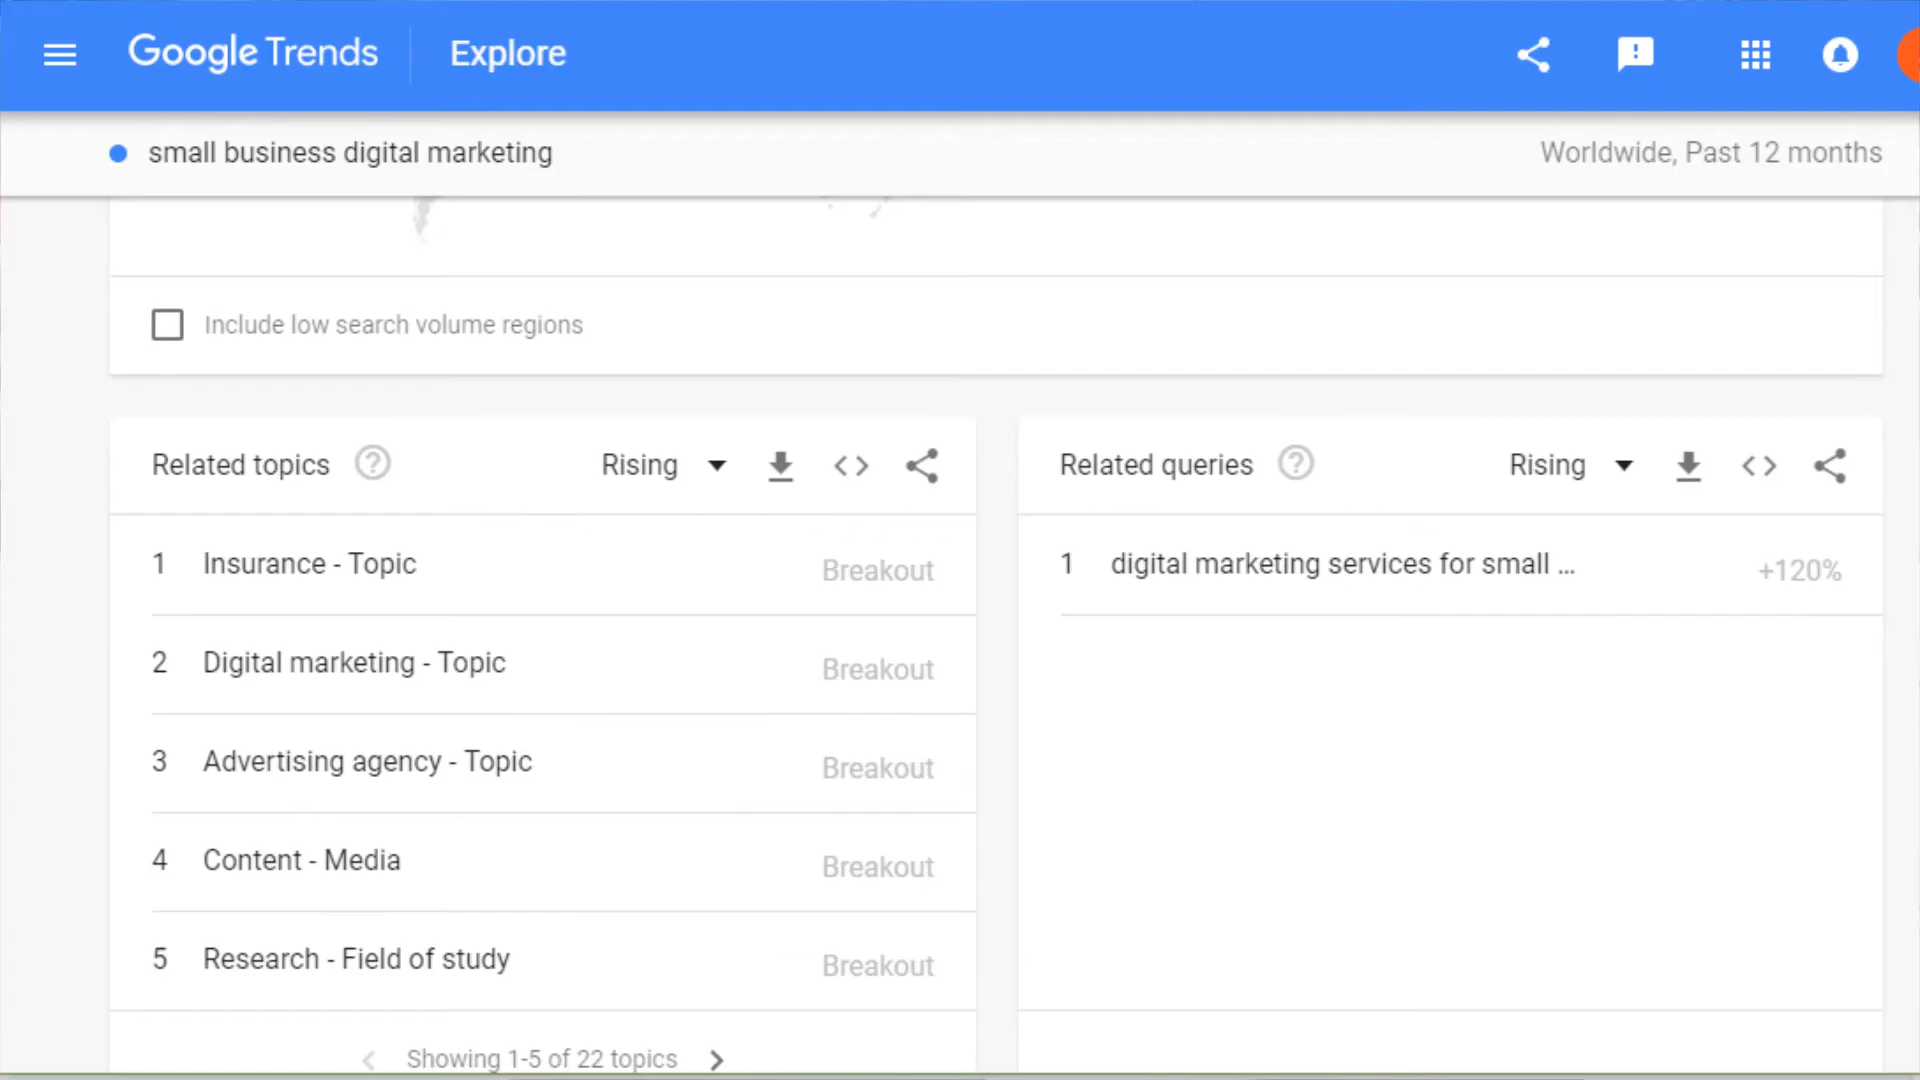 Google Trends Explore
small business digital marketing Worldwide, Past 12 months
Include low search volume regions
Related topics Rising
1 Insurance - Topic Breakout
2 Digital marketing - Topic Breakout
3 Advertising agency - Topic Breakout
4 Content - Media Breakout
5 Research - Field of study Breakout
Showing 1-5 of 22 topics
Related queries Rising
1 digital marketing services for small ... +120%